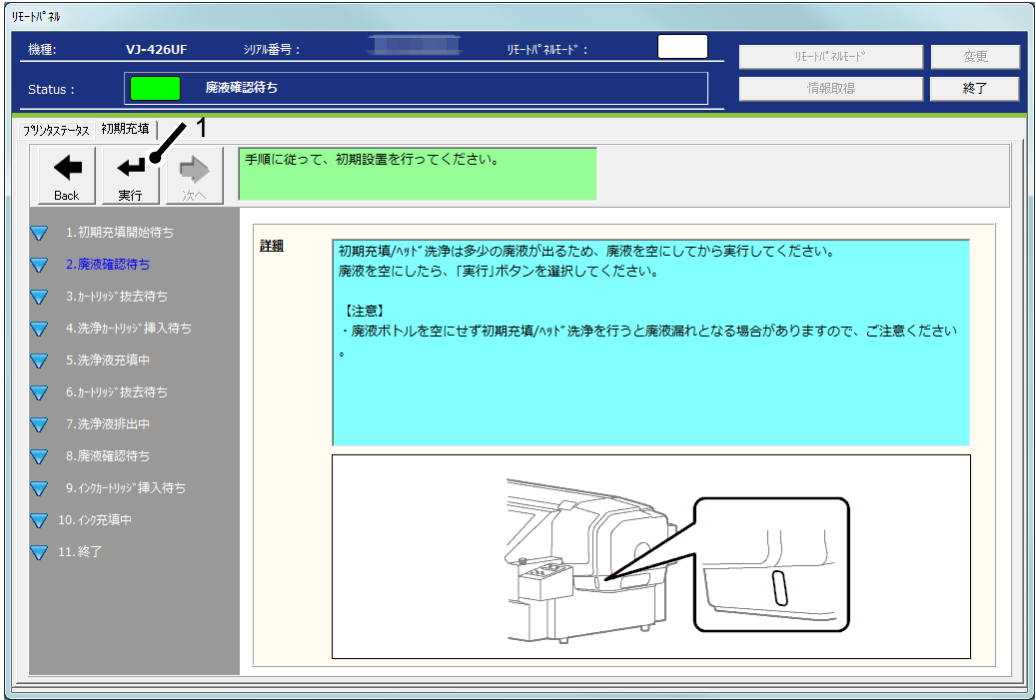 ﾘﾓｰﾄﾊﾟﾈﾙ
機種: VJ-426UF ｼﾘｱﾙ番号： ﾘﾓｰﾄﾊﾟﾈﾙﾓｰﾄﾞ： ﾘﾓｰﾄﾊﾟﾈﾙﾓｰﾄﾞ 変更
Status： 廃液確認待ち 情報取得 終了
ﾌﾟﾘﾝﾀｽﾃｰﾀｽ 初期充填 1
Back 実行 次へ
手順に従って、初期設置を行ってください。
1.初期充填開始待ち
2.廃液確認待ち
3.ｶｰﾄﾘｯｼﾞ抜去待ち
4.洗浄ｶｰﾄﾘｯｼﾞ挿入待ち
5.洗浄液充填中
6.ｶｰﾄﾘｯｼﾞ抜去待ち
7.洗浄液排出中
8.廃液確認待ち
9.ｲﾝｸｶｰﾄﾘｯｼﾞ挿入待ち
10.ｲﾝｸ充填中
11.終了
詳細
初期充填/ﾍｯﾄﾞ洗浄は多少の廃液が出るため、廃液を空にしてから実行してください。
廃液を空にしたら、「実行」ボタンを選択してください。
【注意】
・廃液ボトルを空にせず初期充填/ﾍｯﾄﾞ洗浄を行うと廃液漏れとなる場合がありますので、ご注意ください
。